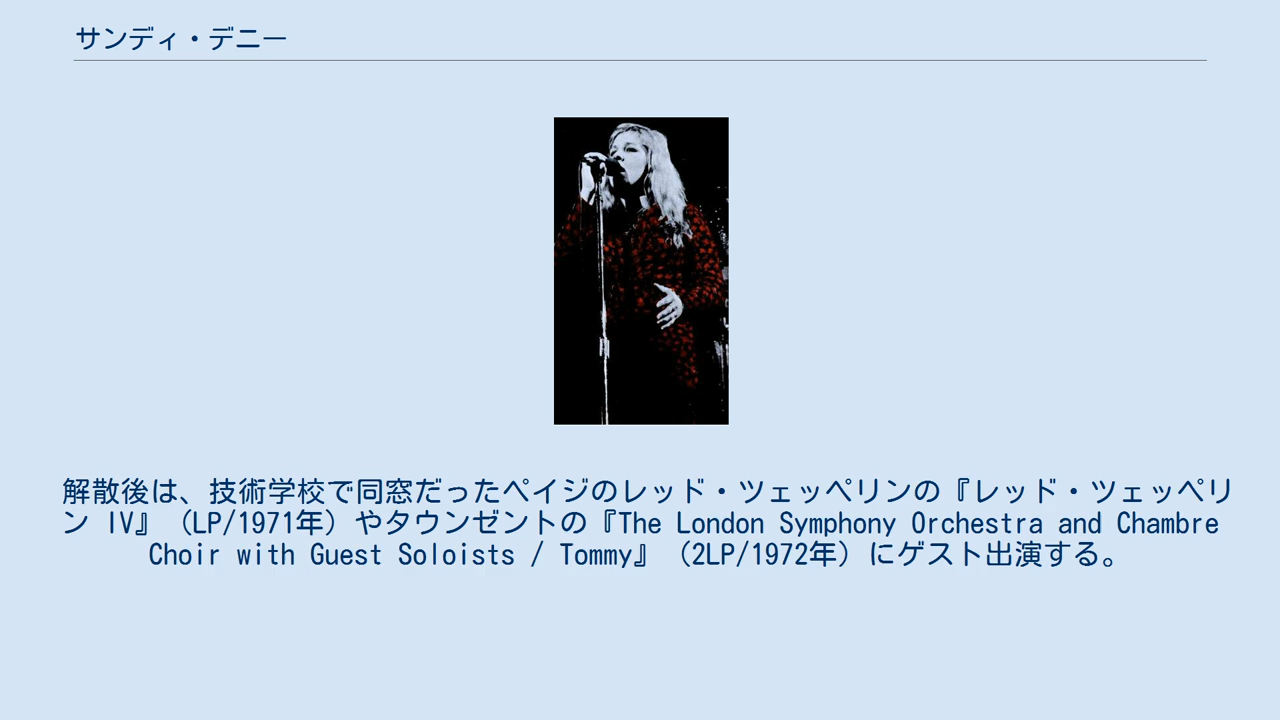 サンディ・デニー
解散後は、技術学校で同窓だったペイジのレッド・ツェッペリンの『レッド・ツェッペリ
ン IV』（LP/1971年）やタウンゼントの『The London Symphony Orchestra and Chambre
Choir with Guest Soloists / Tommy』（2LP/1972年）にゲスト出演する。